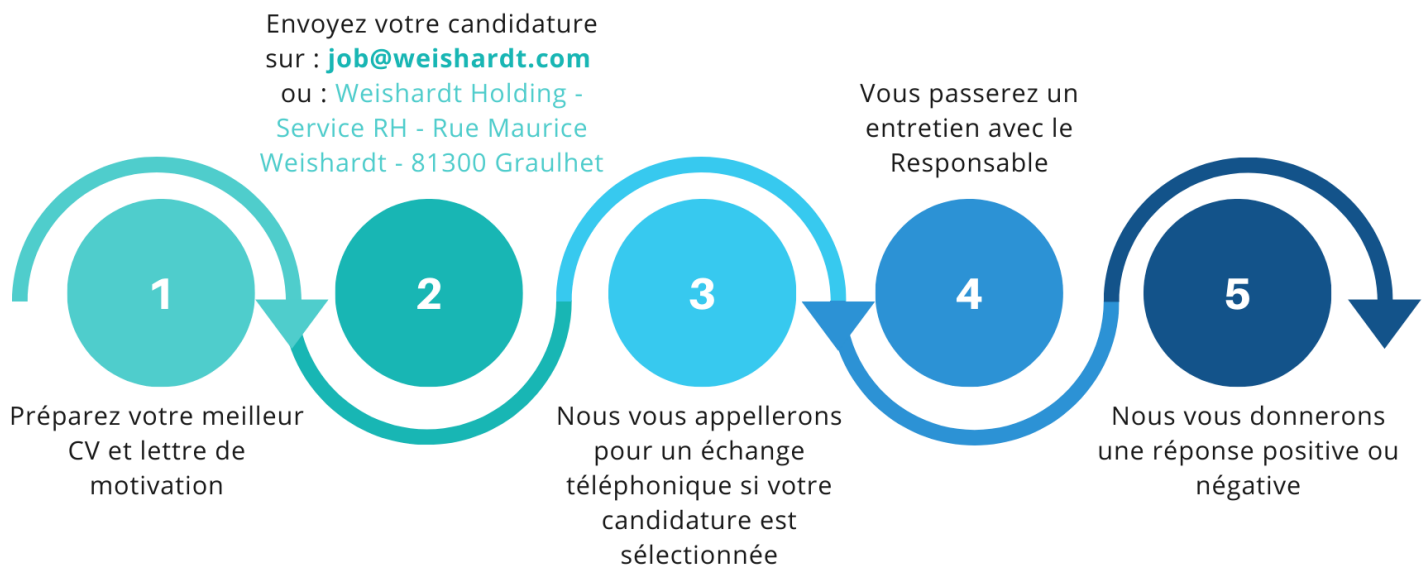 1
Préparez votre meilleur
CV et lettre de
motivation
Envoyez votre candidature
sur : job@weishardt.com
ou : Weishardt Holding -
Service RH - Rue Maurice
Weishardt - 81300 Graulhet
2
3
Nous vous appellerons
pour un échange
téléphonique si votre
candidature est
sélectionnée
Vous passerez un
entretien avec le
Responsable
4
5
Nous vous donnerons
une réponse positive ou
négative